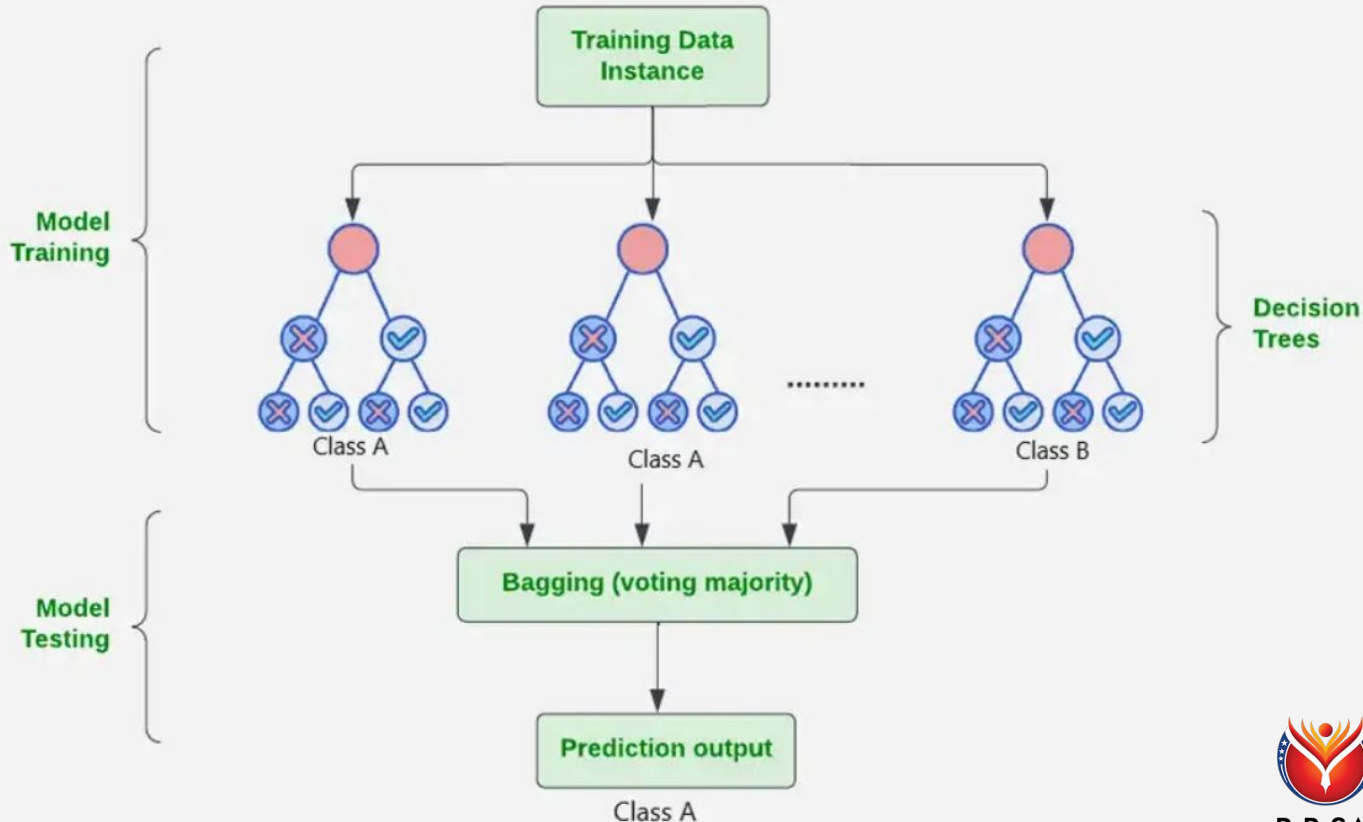 Training Data
Instance
Model
Training
Decision
Trees
.........
Class A
Class A
Class B
Bagging (voting majority)
Model
Testing
Prediction output
Class A